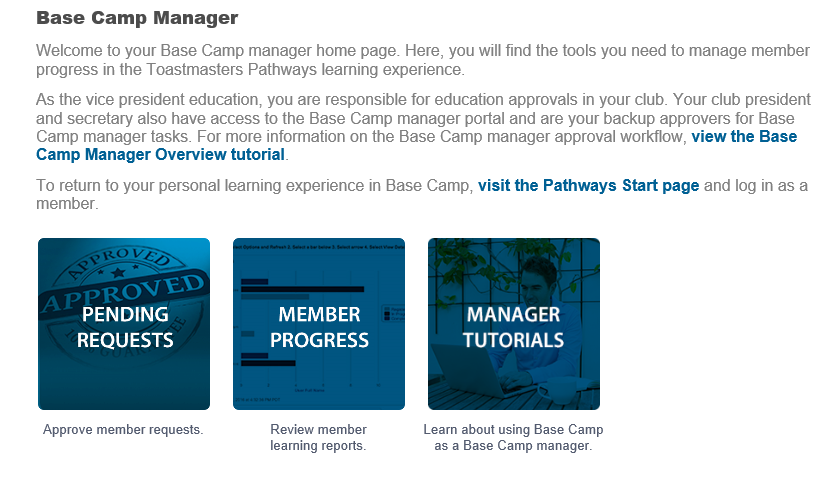 Base Camp Manager
Welcome to your Base Camp manager home page. Here, you will find the tools you need to manage member
progress in the Toastmasters Pathways learning experience.
As the vice president education, you are responsible for education approvals in your club. Your club president
and secretary also have access to the Base Camp manager portal and are your backup approvers for Base
Camp manager tasks. For more information on the Base Camp manager approval workflow, view the Base
Camp Manager Overview tutorial.
To return to your personal learning experience in Base Camp, visit the Pathways Start page and log in as a
member.
APPROVED
APPROVED
PENDING
REQUESTS
MEMBER
PROGRESS
MANAGER
TUTORIALS
Approve member requests.
Review member
learning reports.
Learn about using Base Camp
as a Base Camp manager.